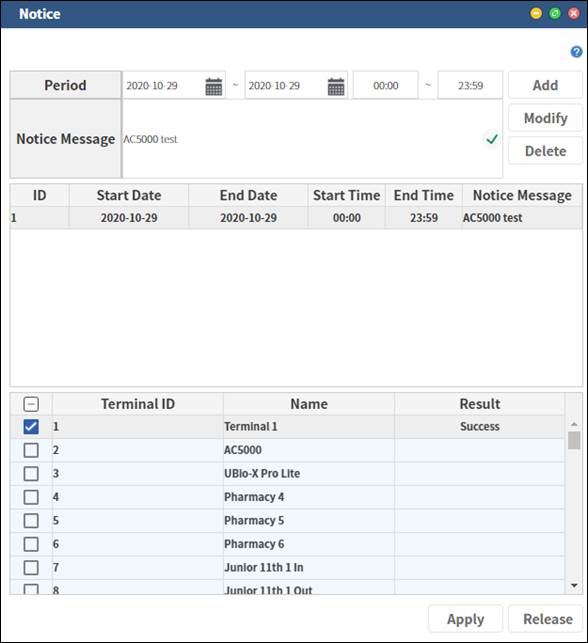 Notice
Period 2020-10-29 ~ 2020-10-29 00:00 ~ 23:59 Add
Notice Message AC5000 test Modify
Delete
ID Start Date End Date Start Time End Time Notice Message
1 2020-10-29 2020-10-29 00:00 23:59 AC5000 test
Terminal ID Name Result
1 Terminal 1 Success
2 AC5000
3 UBio-X Pro Lite
4 Pharmacy 4
5 Pharmacy 5
6 Pharmacy 6
7 Junior 11th 1 In
8 Junior 11th 1 Out
Apply Release